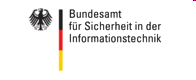 Bundesamt
für Sicherheit in der
Informationstechnik